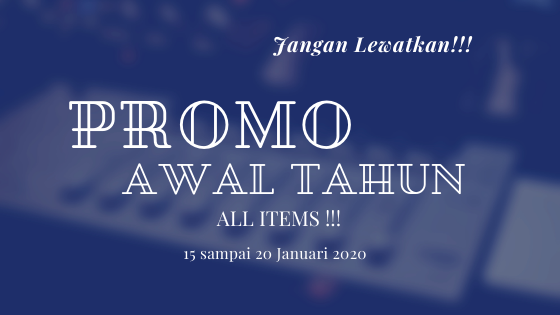 Jangan Lewatkan!!!
PROMO
AWAL TAHUN
ALL ITEMS !!!
15 sampai 20 Januari 2020